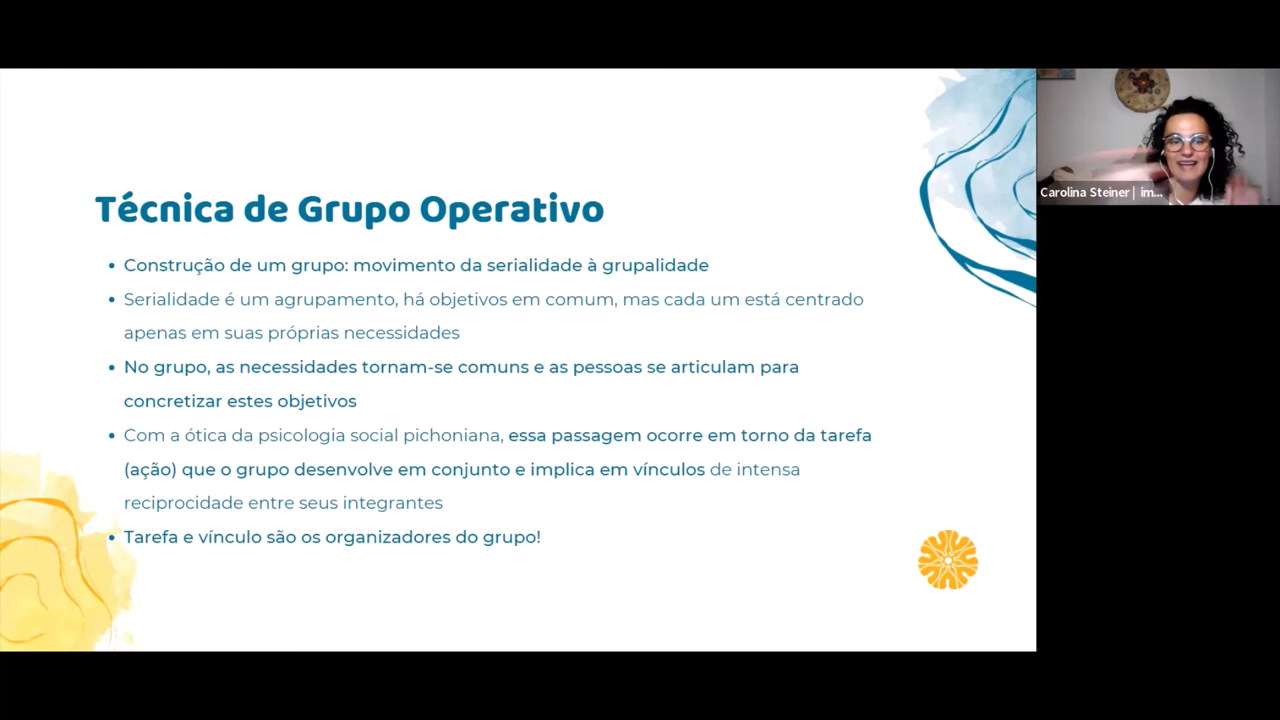 Técnica de Grupo Operativo
• Construção de um grupo: movimento da serialidade à grupalidade
• Serialidade é um agrupamento, há objetivos em comum, mas cada um está centrado
apenas em suas próprias necessidades
• No grupo, as necessidades tornam-se comuns e as pessoas se articulam para
concretizar estes objetivos
• Com a ótica da psicologia social pichoniana, essa passagem ocorre em torno da tarefa
(ação) que o grupo desenvolve em conjunto e implica em vínculos de intensa
reciprocidade entre seus integrantes
• Tarefa e vínculo são os organizadores do grupo!
Carolina Steiner | im...